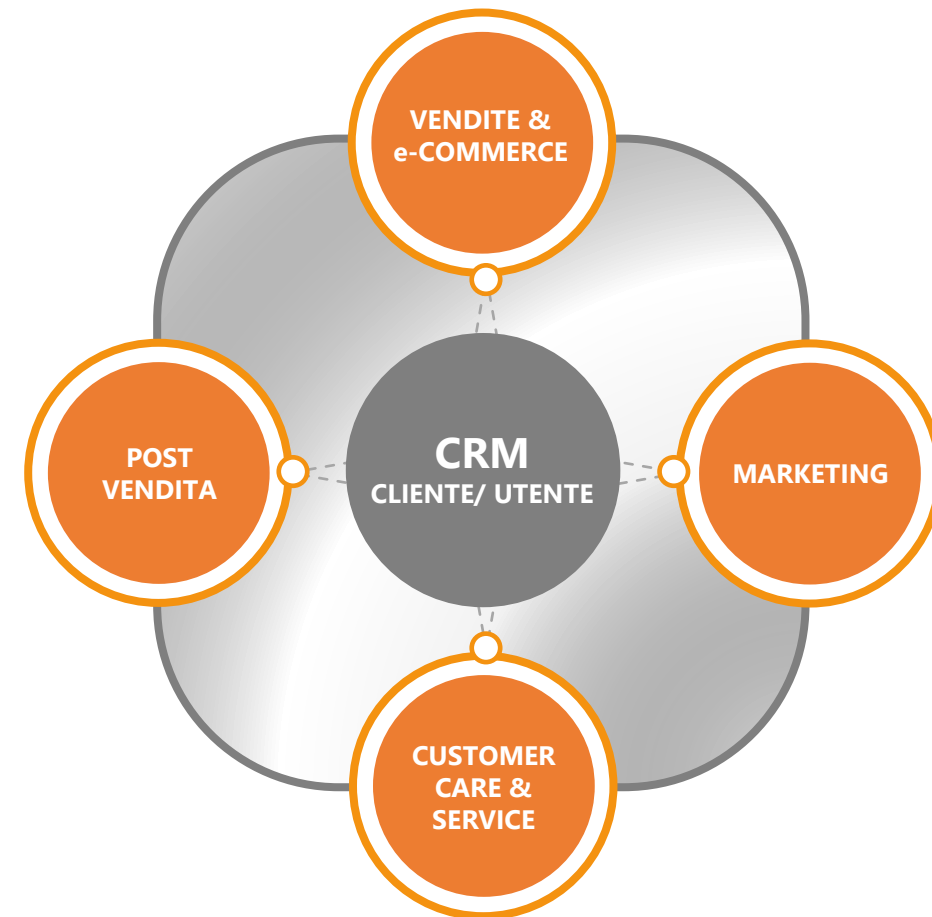 VENDITE &
e-COMMERCE
POST
VENDITA
CRM
CLIENTE/ UTENTE
MARKETING
CUSTOMER
CARE &
SERVICE